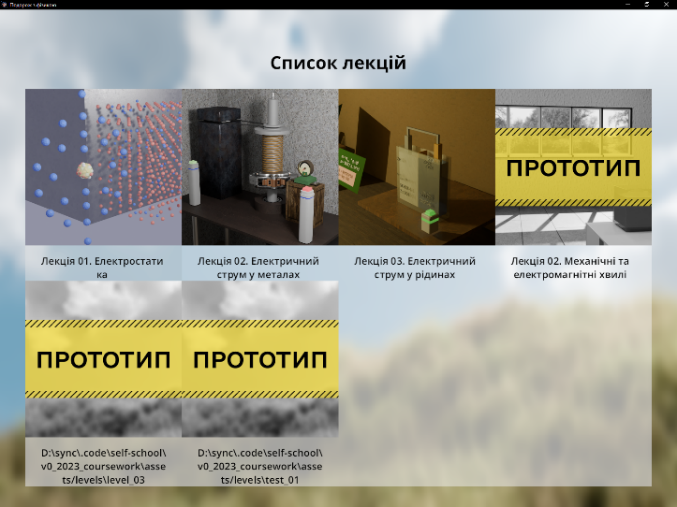 Список лекцій
ПРОТОТИП
Лекція 01. Електростати
ка
Лекція 02. Електричний
струм у металах
Лекція 03. Електричний
струм у рідинах
Лекція 02. Механічні та
електромагнітні хвилі
ПРОТОТИП
ПРОТОТИП
D:\sync\.code\self-school\
v0_2023_coursework\asse
ts/levels\level_03
D:\sync\.code\self-school\
v0_2023_coursework\asse
ts/levels\test_01